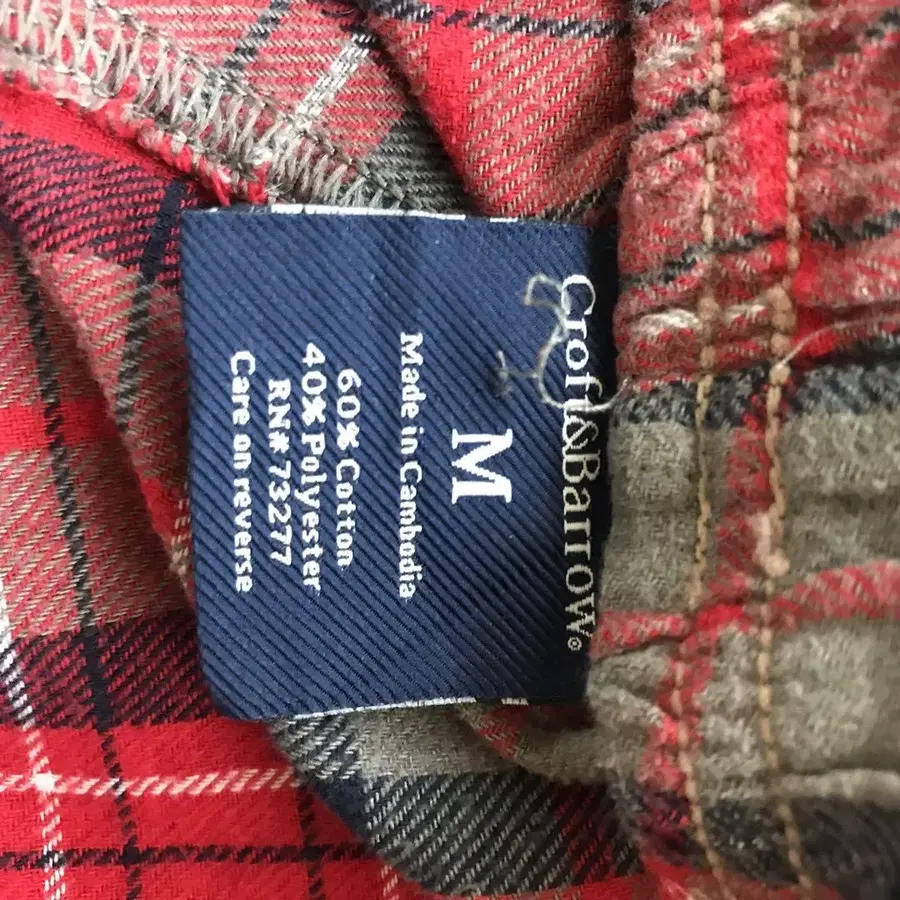 Croft&Barrow®
M
Made in Cambodia
60% Cotton
40% Polyester
RN# 73277
Care on reverse